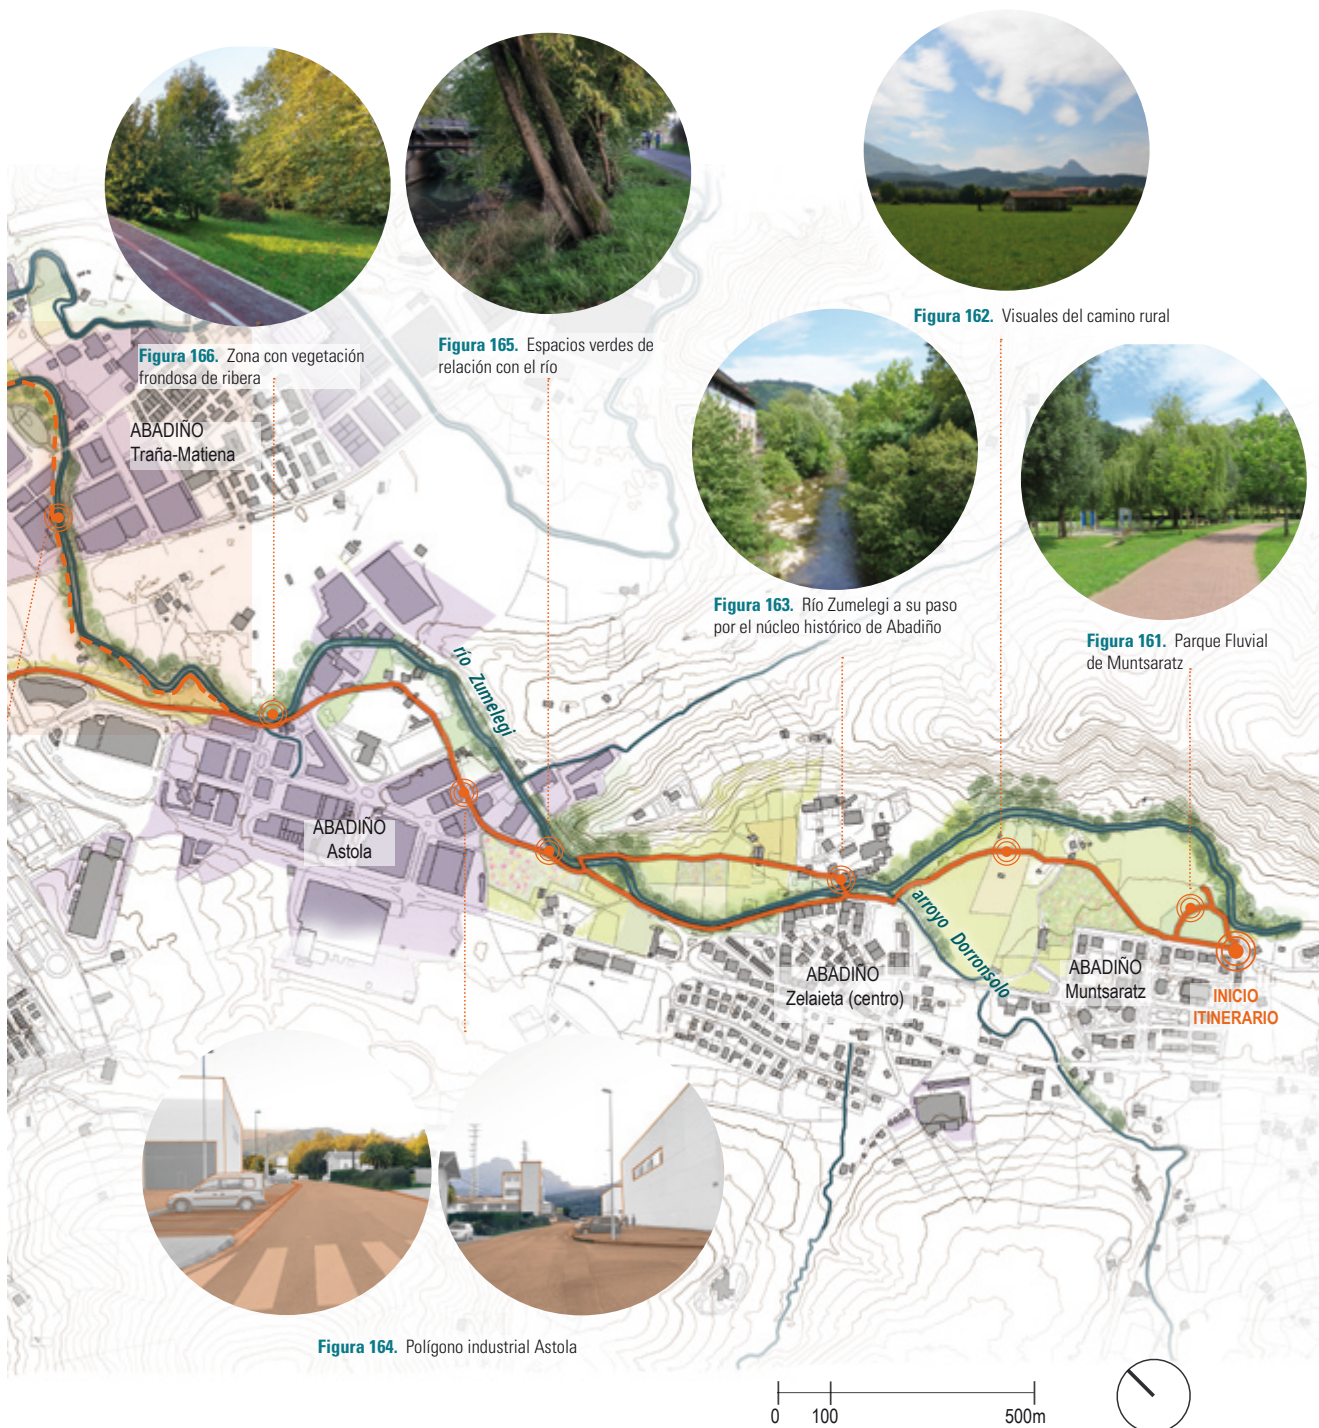 Figura 162. Visuales del camino rural
Figura 166. Zona con vegetación
frondosa de ribera
Figura 165. Espacios verdes de
relación con el río
ABADIÑO
Traña-Matiena
Figura 163. Río Zumelegi a su paso
por el núcleo histórico de Abadiño
Figura 161. Parque Fluvial
de Muntsaratz
río Zumelegi
ABADIÑO
Astola
arroyo Dorronsolo
ABADIÑO
Zelaieta (centro)
ABADIÑO
Muntsaratz
INICIO
ITINERARIO
Figura 164. Polígono industrial Astola
0 100 500m